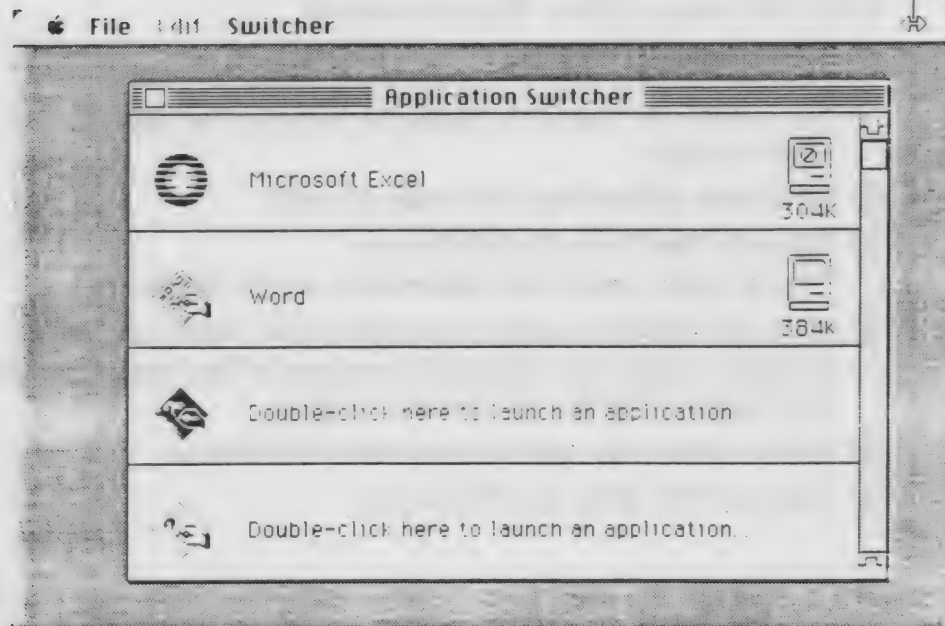 File Edit Switcher
Application Switcher
Microsoft Excel
304K
Word
384K
Double-click here to launch an application
Double-click here to launch an application...